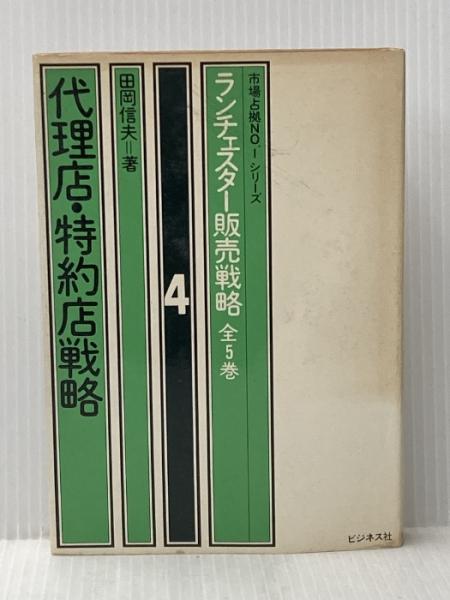 市場占拠NO.1シリーズ
ランチェスター販売戦略 全5巻
4
田岡信夫=著
代理店・特約店戦略
ビジネス社